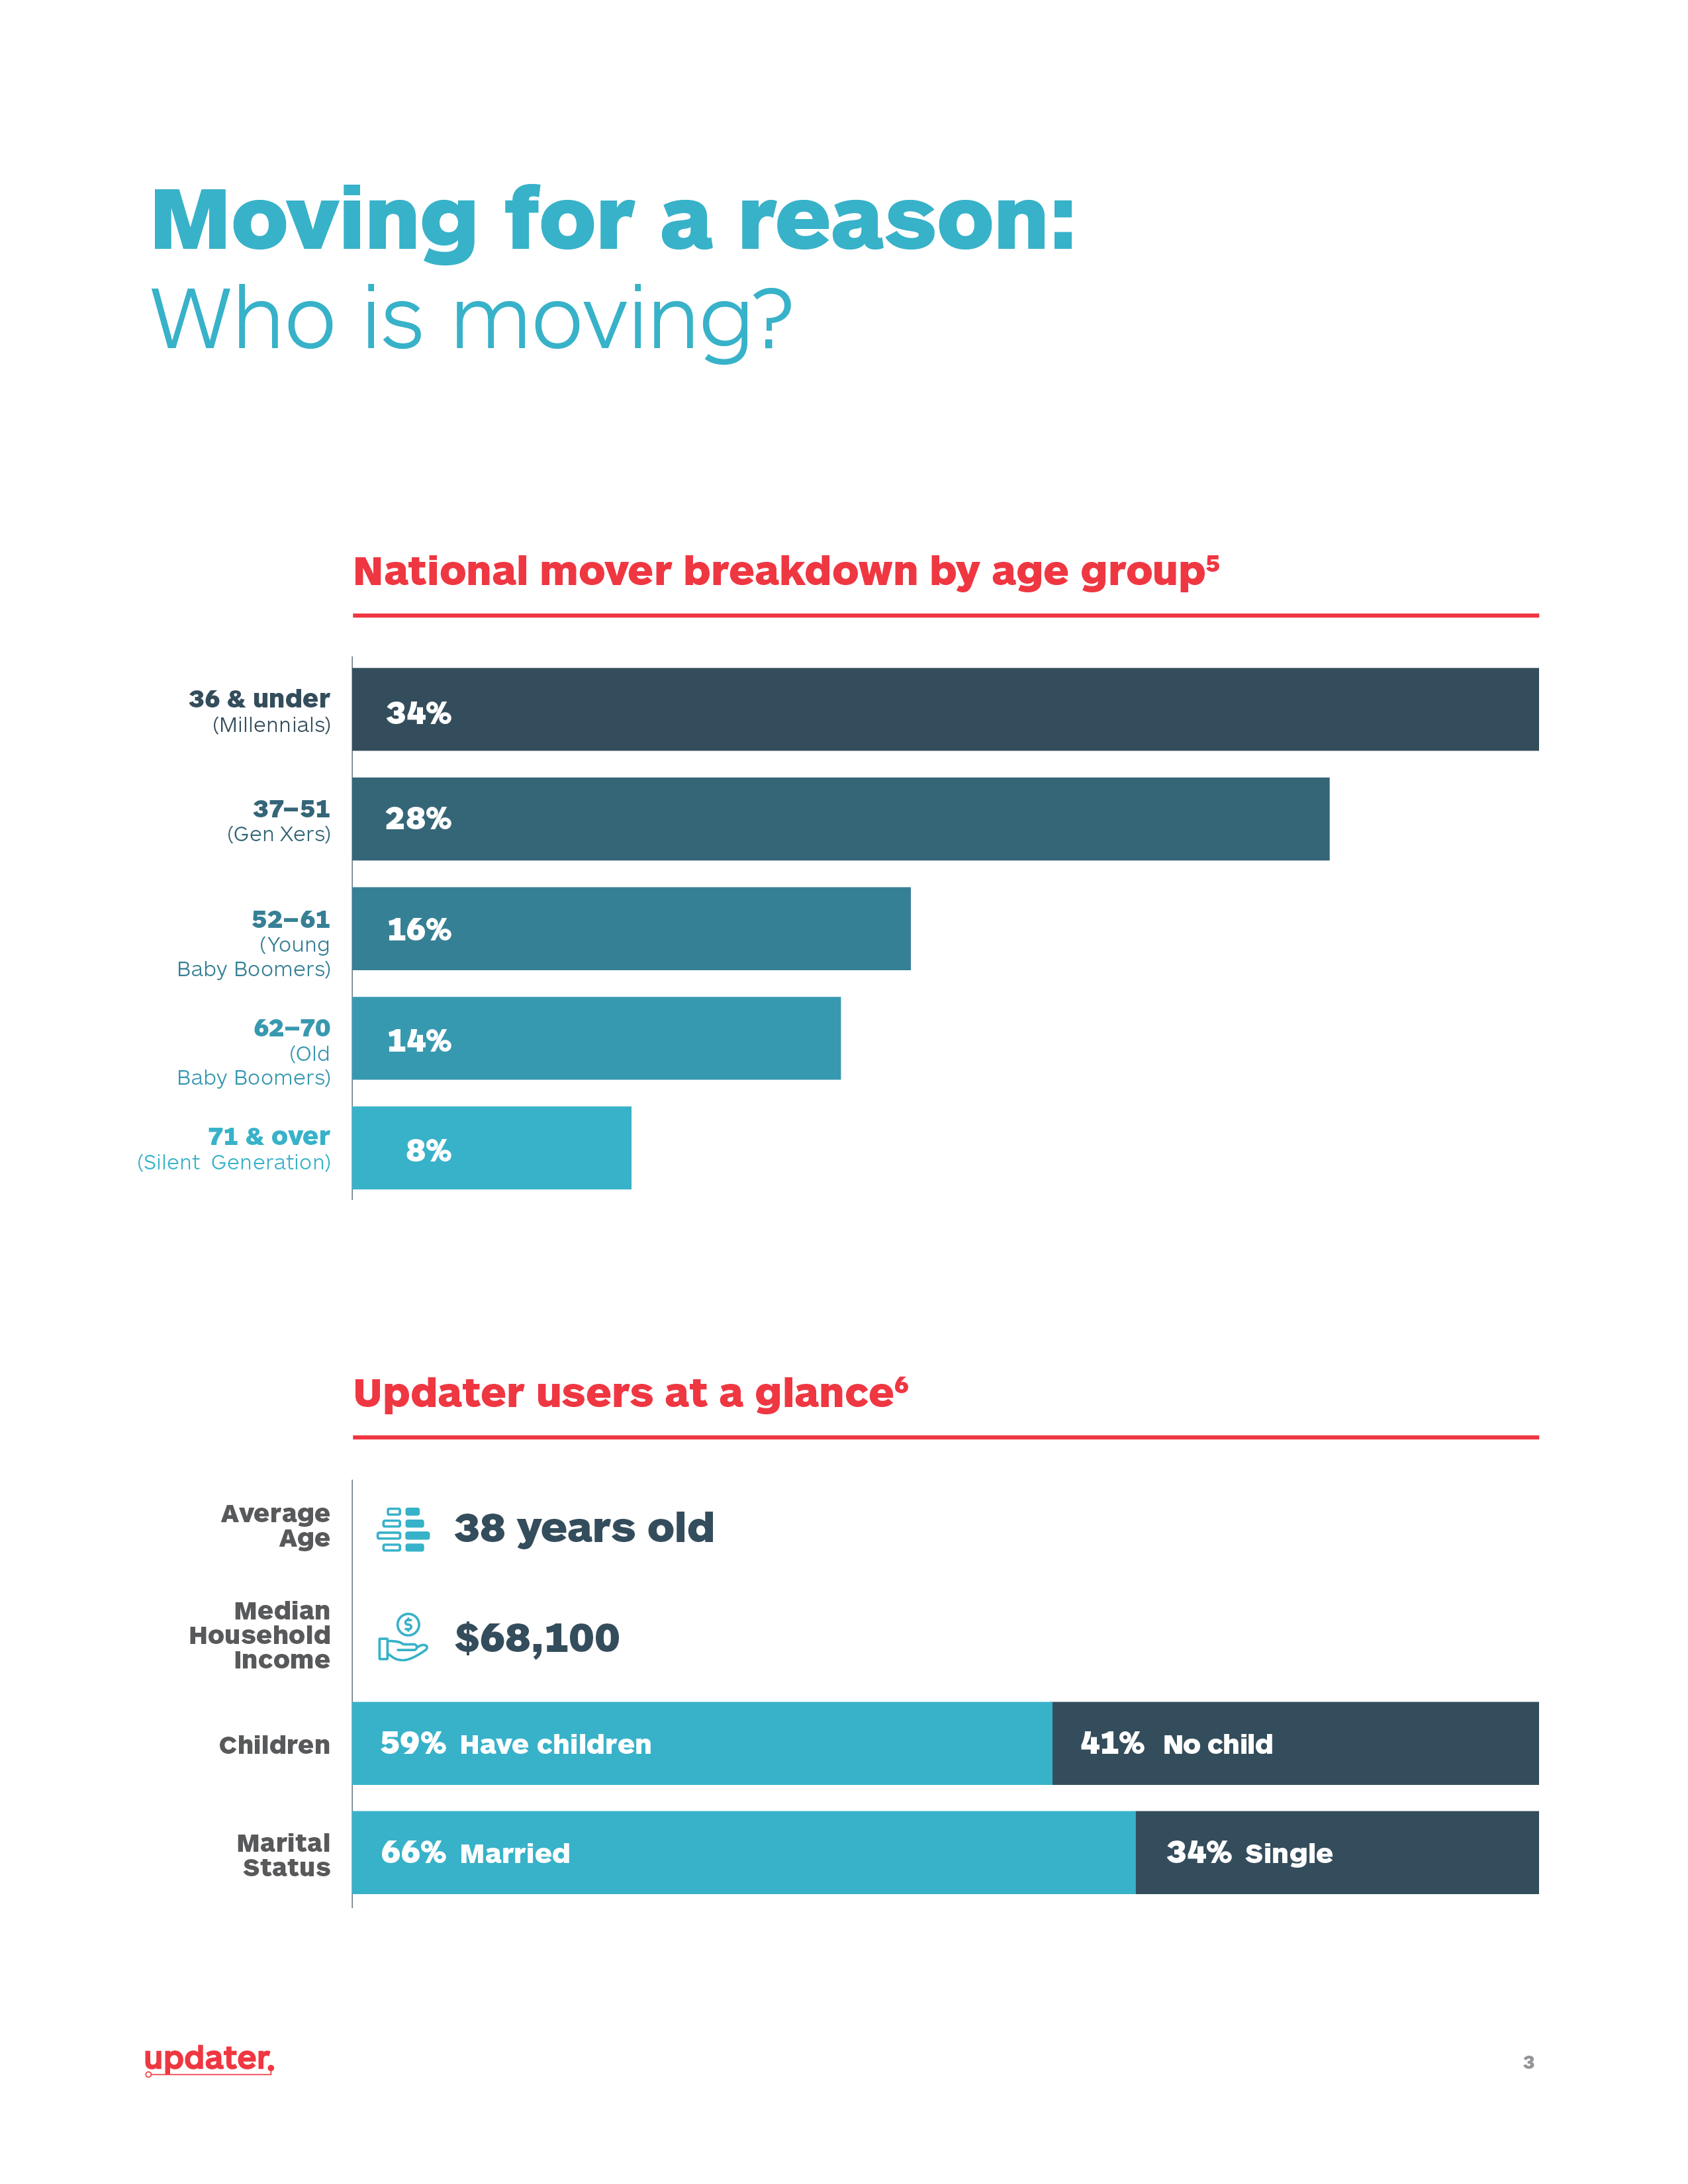 Moving for a reason:
Who is moving?
National mover breakdown by age group⁵
36 & under
(Millennials)
34%
37–51
(Gen Xers)
28%
52–61
(Young
Baby Boomers)
16%
62–70
(Old
Baby Boomers)
14%
71 & over
(Silent Generation)
8%
Updater users at a glance⁶
Average
Age
38 years old
Median
Household
Income
$68,100
Children
59% Have children
41% No child
Marital
Status
66% Married
34% Single
updater.
3